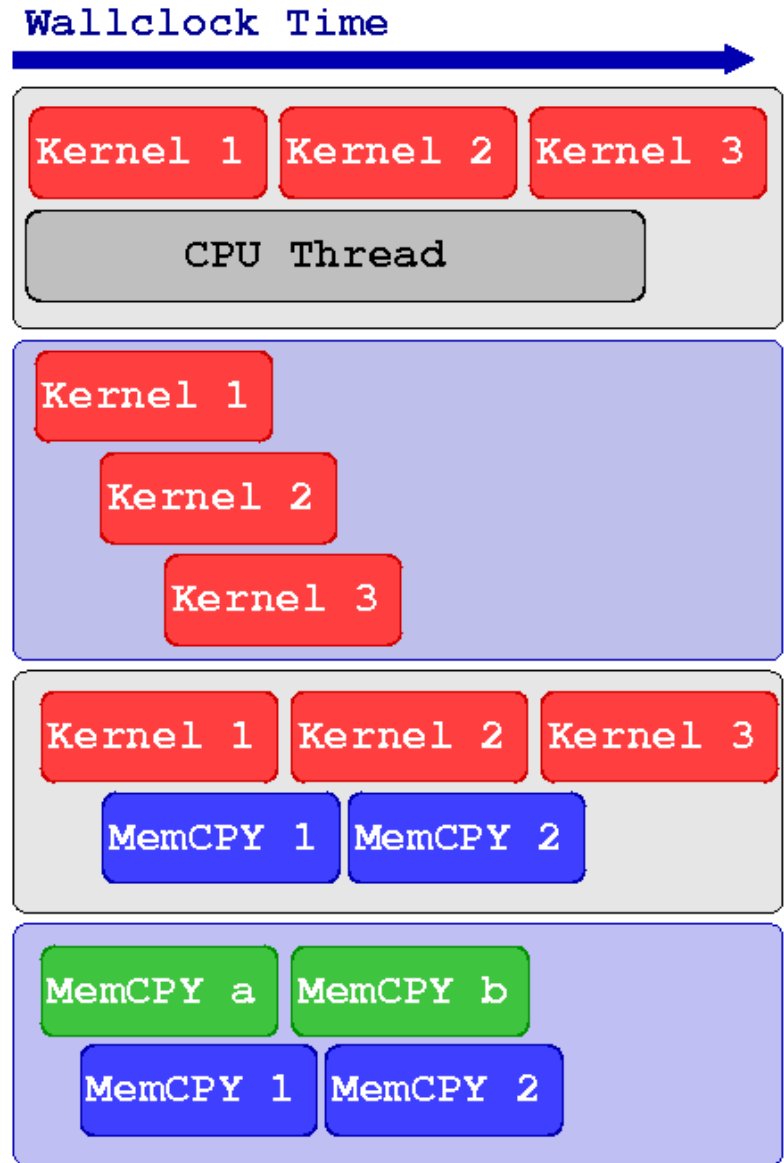 Wallclock Time
Kernel 1 Kernel 2 Kernel 3
CPU Thread
Kernel 1
Kernel 2
Kernel 3
Kernel 1 Kernel 2 Kernel 3
MemCPY 1 MemCPY 2
MemCPY a MemCPY b
MemCPY 1 MemCPY 2